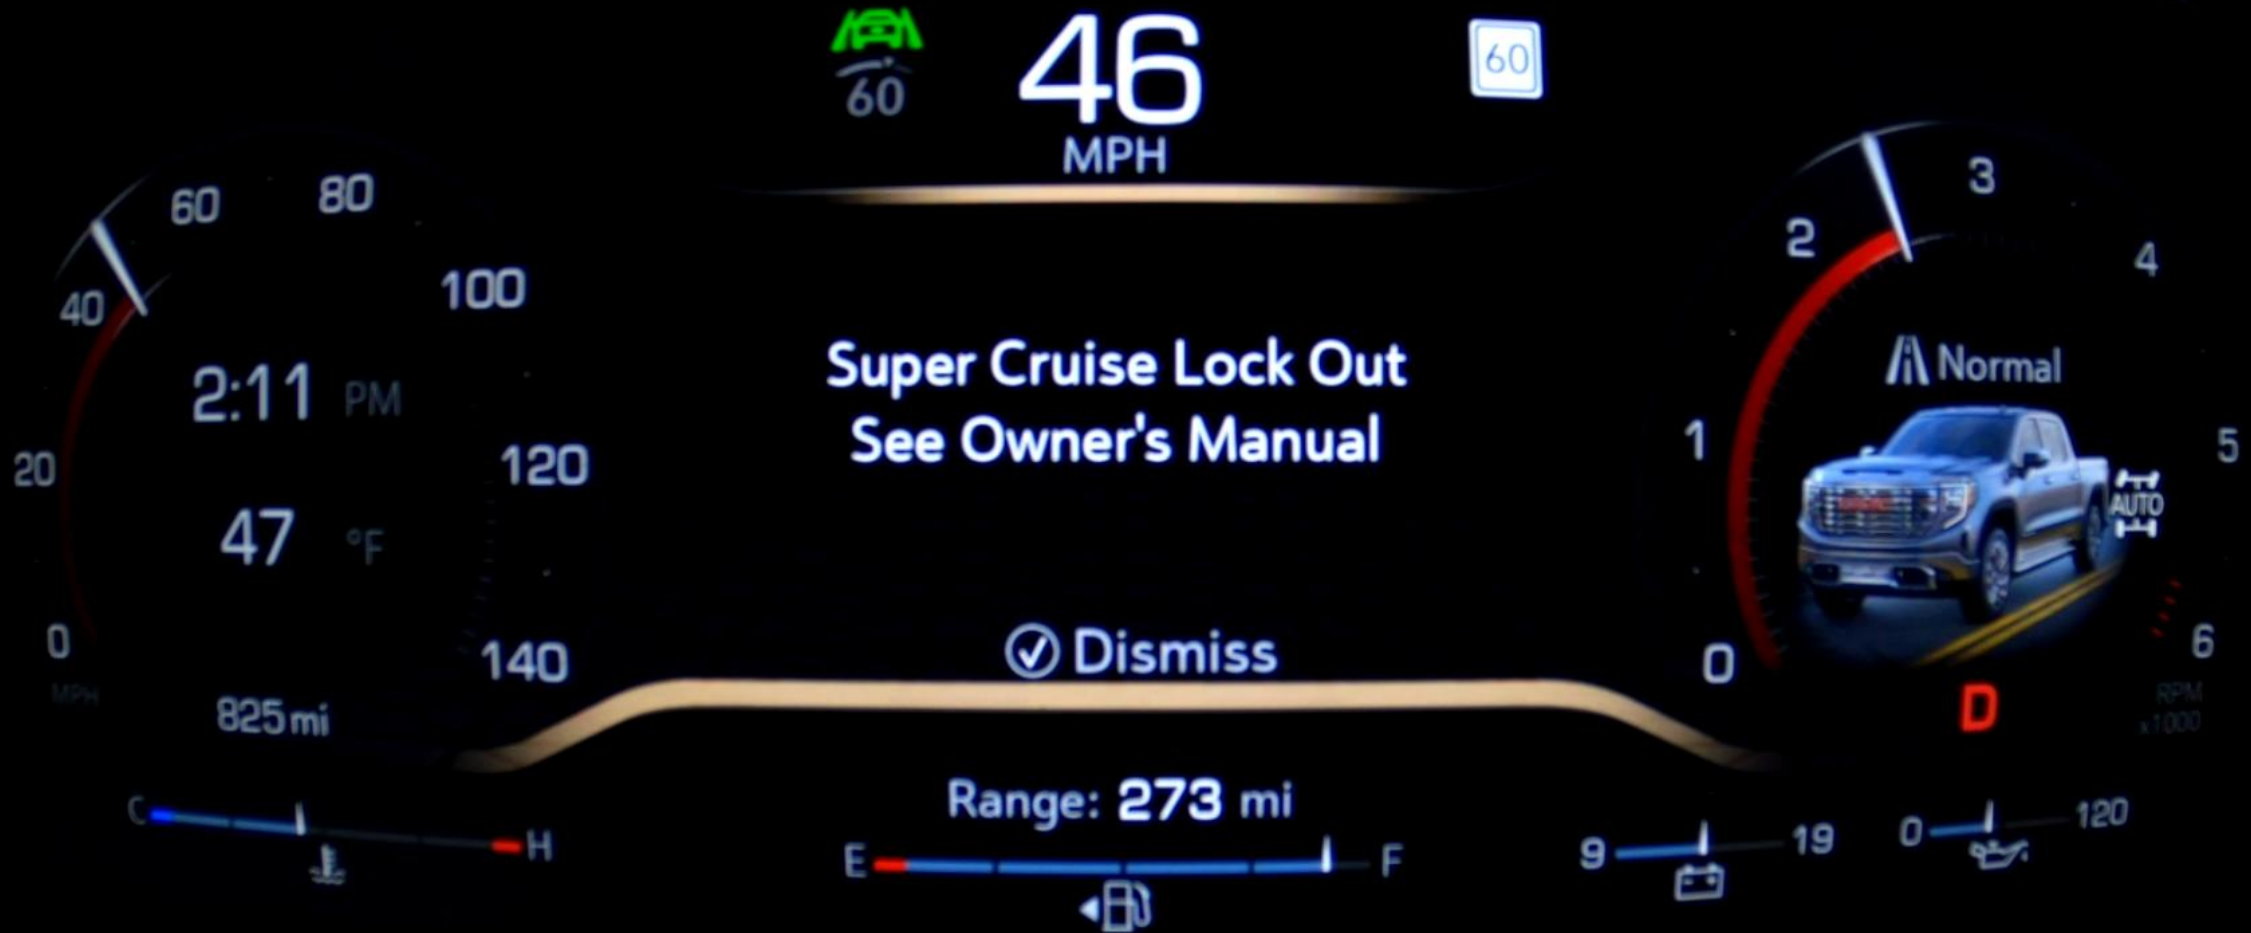 60
46
MPH
60
0
20
40
60
80
100
120
140
MPH
2:11 PM
47 °F
825 mi
Super Cruise Lock Out
See Owner's Manual
Dismiss
0
1
2
3
4
5
6
RPM
x1000
Normal
AUTO
D
C H
Range: 273 mi
E F
9 19
0 120